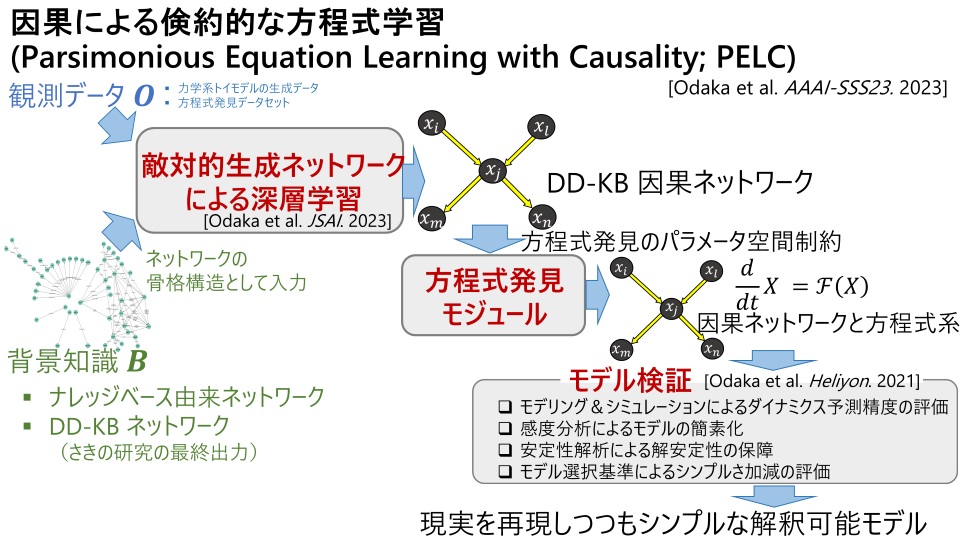 因果による倹約的な方程式学習
(Parsimonious Equation Learning with Causality; PELC)
[Odaka et al. AAAI-SSS23. 2023]
観測データ O：
力学系トイモデルの生成データ
方程式発見データセット
敵対的生成ネットワーク
による深層学習
[Odaka et al. JSAI. 2023]
x_i
x_l
x_j
x_m
x_n
DD-KB 因果ネットワーク
ネットワークの
骨格構造として入力
方程式発見のパラメータ空間制約
方程式発見
モジュール
x_i
x_l
x_j
x_m
x_n
d/dt X = ℱ(X)
因果ネットワークと方程式系
背景知識 B
▪ ナレッジベース由来ネットワーク
▪ DD-KB ネットワーク
（さきの研究の最終出力）
モデル検証
[Odaka et al. Heliyon. 2021]
❑ モデリング＆シミュレーションによるダイナミクス予測精度の評価
❑ 感度分析によるモデルの簡素化
❑ 安定性解析による解安定性の保障
❑ モデル選択基準によるシンプルさ加減の評価
現実を再現しつつもシンプルな解釈可能モデル